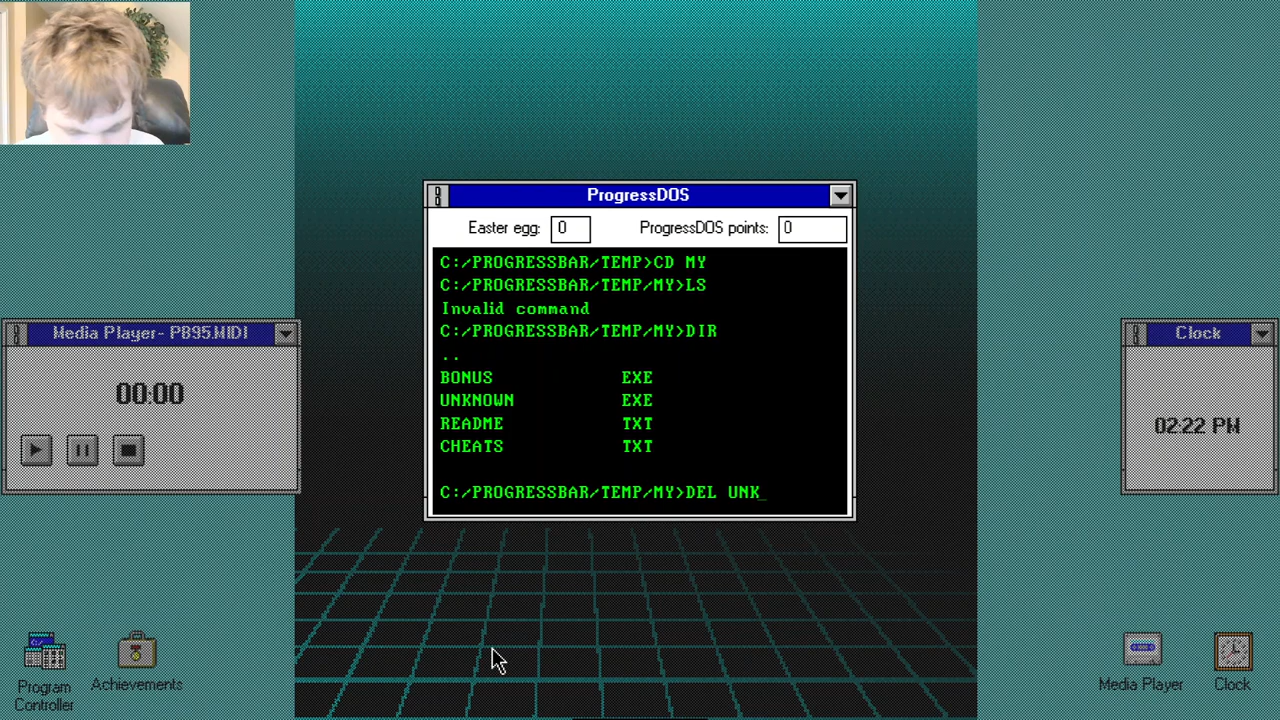 ProgressDOS
Easter egg: 0 ProgressDOS points: 0
C:/PROGRESSBAR/TEMP>CD MY
C:/PROGRESSBAR/TEMP/MY>LS
Invalid command
C:/PROGRESSBAR/TEMP/MY>DIR
..
BONUS EXE
UNKNOWN EXE
README TXT
CHEATS TXT
C:/PROGRESSBAR/TEMP/MY>DEL UNK_
Media Player- PB95.MIDI
00:00
Clock
02:22 PM
Program
Controller
Achievements
Media Player
Clock